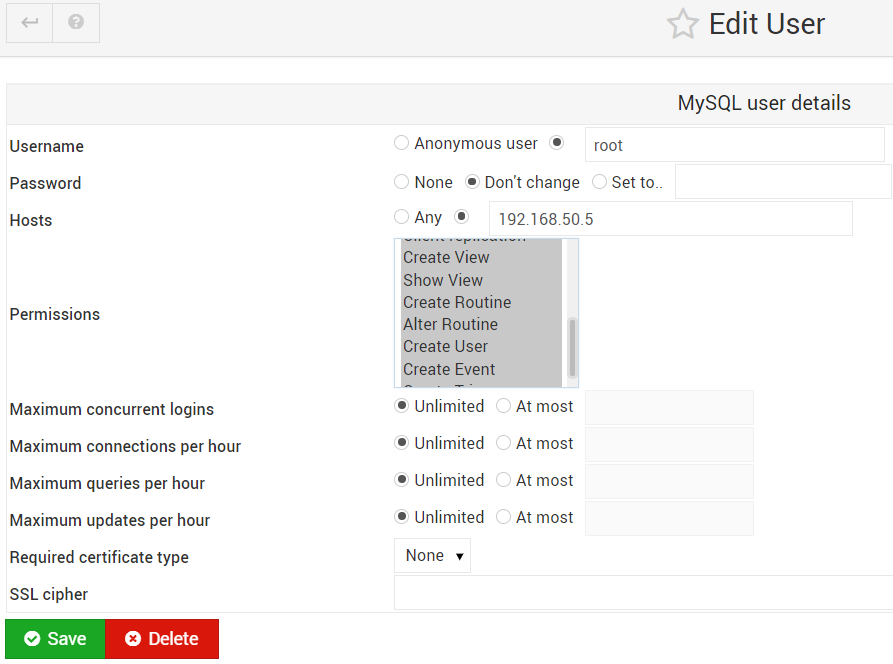 Edit User
MySQL user details
Username Anonymous user root
Password None Don't change Set to..
Hosts Any 192.168.50.5
Permissions
Client replication
Create View
Show View
Create Routine
Alter Routine
Create User
Create Event
Maximum concurrent logins Unlimited At most
Maximum connections per hour Unlimited At most
Maximum queries per hour Unlimited At most
Maximum updates per hour Unlimited At most
Required certificate type None
SSL cipher
Save Delete